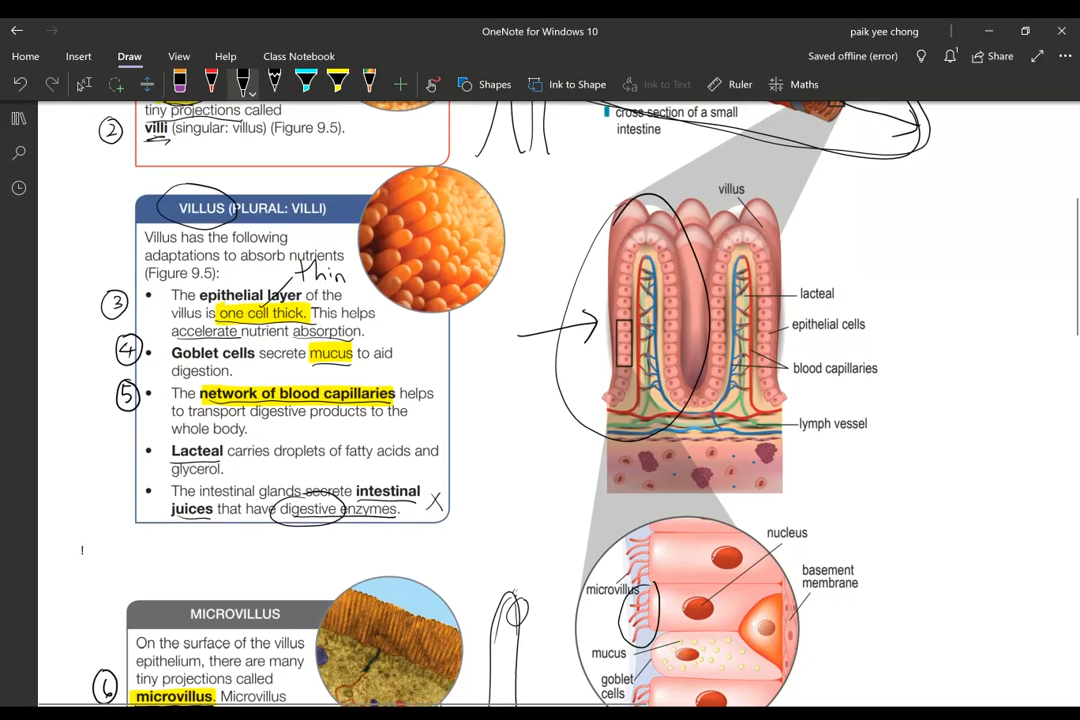 OneNote for Windows 10
paik yee chong
Home Insert Draw View Help Class Notebook
Saved offline (error)
Share
Shapes
Ink to Shape
Ink to Text
Ruler
Maths
tiny projections called
② villi (singular: villus) (Figure 9.5).
cross section of a small
intestine
VILLUS (PLURAL: VILLI)
Villus has the following
adaptations to absorb nutrients
(Figure 9.5):
thin
③ • The epithelial layer of the
villus is one cell thick. This helps
accelerate nutrient absorption.
④ • Goblet cells secrete mucus to aid
digestion.
⑤ • The network of blood capillaries helps
to transport digestive products to the
whole body.
• Lacteal carries droplets of fatty acids and
glycerol.
• The intestinal glands secrete intestinal
juices that have digestive enzymes. X
villus
lacteal
epithelial cells
blood capillaries
lymph vessel
!
MICROVILLUS
On the surface of the villus
epithelium, there are many
tiny projections called
⑥ microvillus. Microvillus
nucleus
basement
membrane
microvillus
mucus
goblet
cells